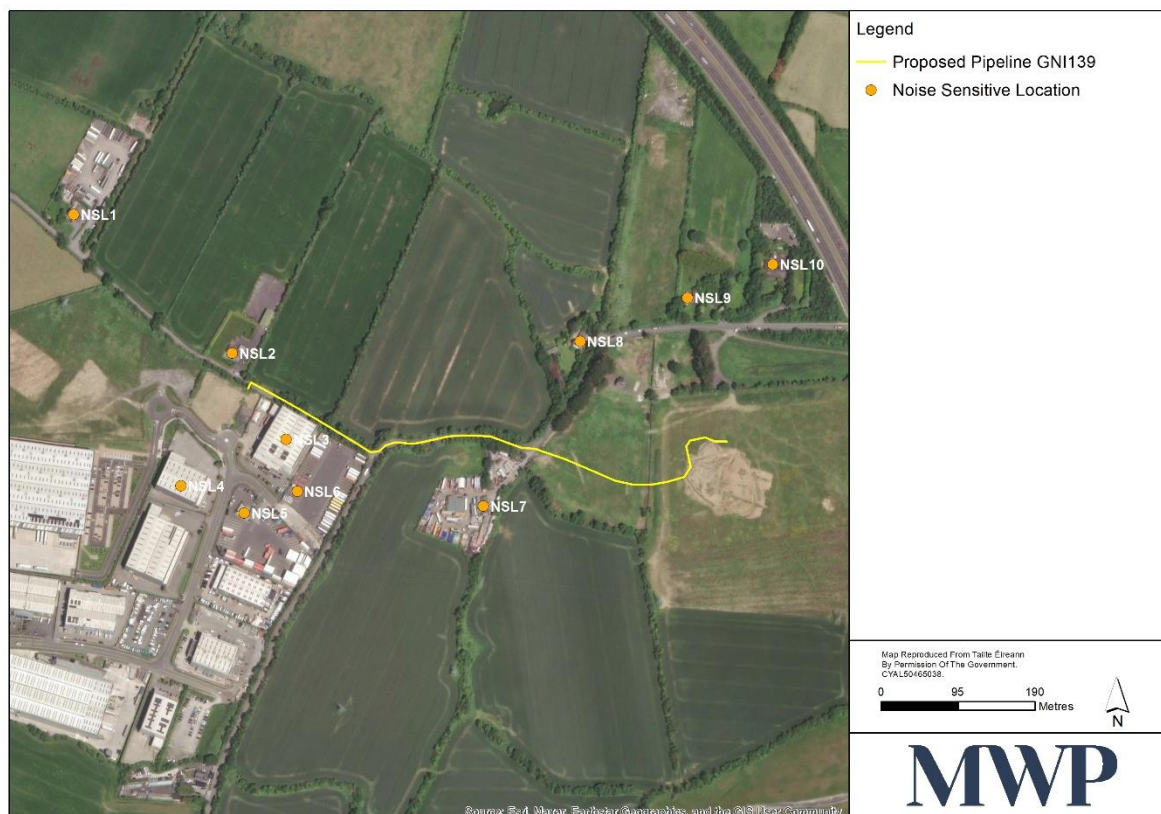 Legend
Proposed Pipeline GNI139
Noise Sensitive Location
NSL1
NSL10
NSL9
NSL8
NSL2
NSL3
NSL4
NSL6
NSL5
NSL7
Map Reproduced From Tailte Éireann
By Permission Of The Government.
CYAL50465038.
0 95 190
Metres
N
MWP
Source: Esri, Maxar, Earthstar Geographics, and the GIS User Community